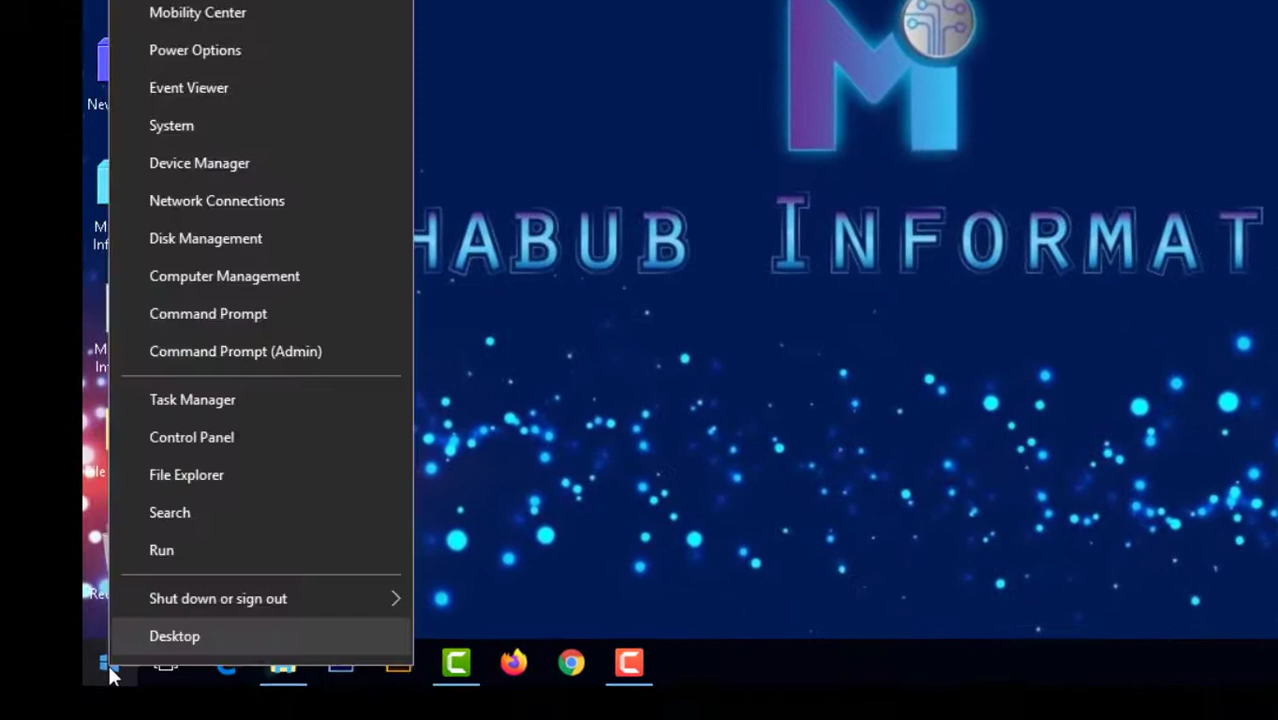 Mobility Center
Power Options
Event Viewer
System
Device Manager
Network Connections
Disk Management
Computer Management
Command Prompt
Command Prompt (Admin)
Task Manager
Control Panel
File Explorer
Search
Run
Shut down or sign out
Desktop
HABUB INFORMAT